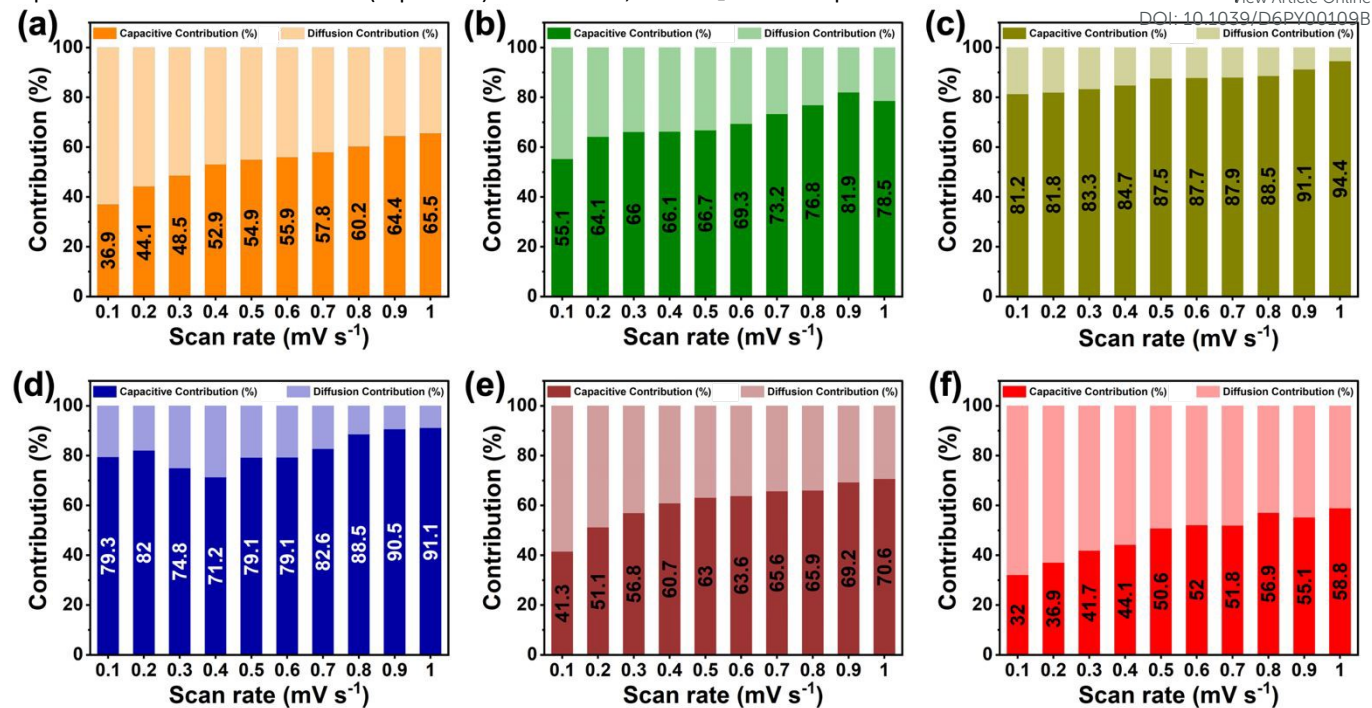 View Article Online
DOI: 10.1039/D6PY00109B
(a)
Capacitive Contribution (%) Diffusion Contribution (%)
Contribution (%)
100
80
60
40
20
0
36.9 44.1 48.5 52.9 54.9 55.9 57.8 60.2 64.4 65.5
0.1 0.2 0.3 0.4 0.5 0.6 0.7 0.8 0.9 1
Scan rate (mV s⁻¹)
(b)
Capacitive Contribution (%) Diffusion Contribution (%)
Contribution (%)
100
80
60
40
20
0
55.1 64.1 66 66.1 66.7 69.3 73.2 76.8 81.9 78.5
0.1 0.2 0.3 0.4 0.5 0.6 0.7 0.8 0.9 1
Scan rate (mV s⁻¹)
(c)
Capacitive Contribution (%) Diffusion Contribution (%)
Contribution (%)
100
80
60
40
20
0
81.2 81.8 83.3 84.7 87.5 87.7 87.9 88.5 91.1 94.4
0.1 0.2 0.3 0.4 0.5 0.6 0.7 0.8 0.9 1
Scan rate (mV s⁻¹)
(d)
Capacitive Contribution (%) Diffusion Contribution (%)
Contribution (%)
100
80
60
40
20
0
79.3 82 74.8 71.2 79.1 79.1 82.6 88.5 90.5 91.1
0.1 0.2 0.3 0.4 0.5 0.6 0.7 0.8 0.9 1
Scan rate (mV s⁻¹)
(e)
Capacitive Contribution (%) Diffusion Contribution (%)
Contribution (%)
100
80
60
40
20
0
41.3 51.1 56.8 60.7 63 63.6 65.6 65.9 69.2 70.6
0.1 0.2 0.3 0.4 0.5 0.6 0.7 0.8 0.9 1
Scan rate (mV s⁻¹)
(f)
Capacitive Contribution (%) Diffusion Contribution (%)
Contribution (%)
100
80
60
40
20
0
32 36.9 41.7 44.1 50.6 52 51.8 56.9 55.1 58.8
0.1 0.2 0.3 0.4 0.5 0.6 0.7 0.8 0.9 1
Scan rate (mV s⁻¹)